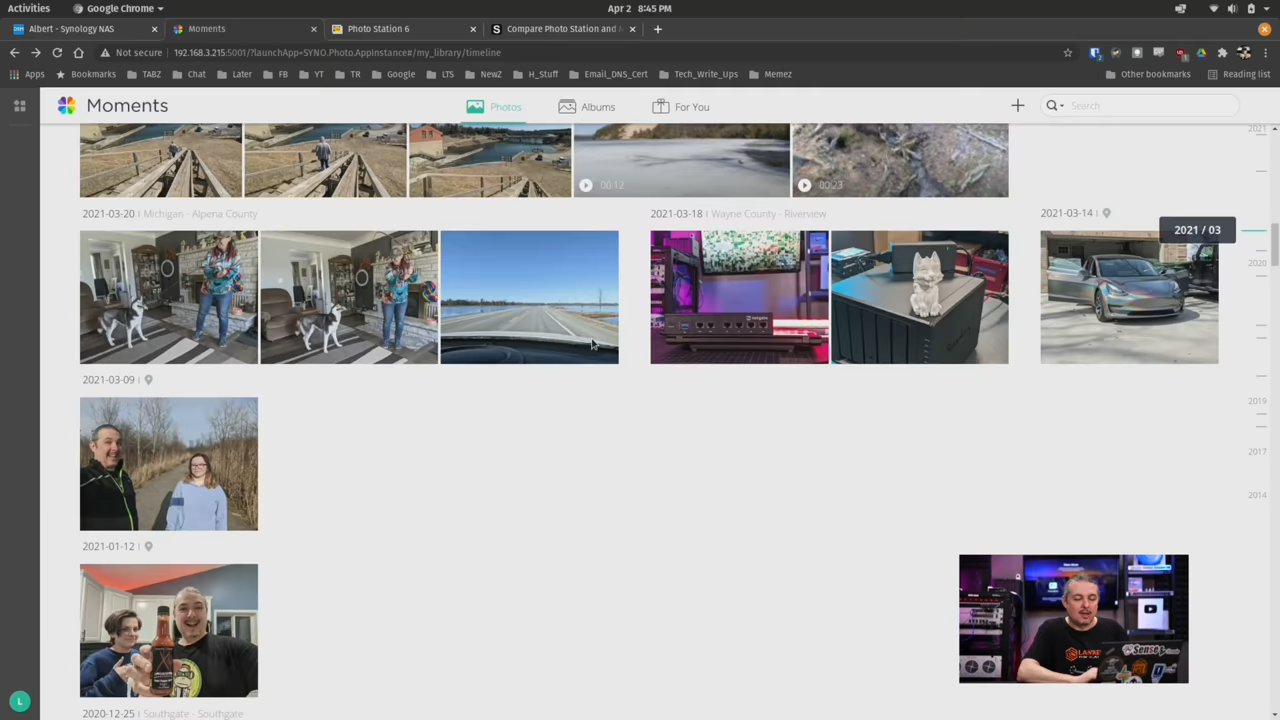 Activities
Google Chrome
Apr 2 8:45 PM
Albert - Synology NAS
Moments
Photo Station 6
Compare Photo Station and M
Not secure
192.168.3.215:5001/?launchApp=SYNO.Photo.AppInstance#/my_library/timeline
Apps
Bookmarks
TABZ
Chat
Later
FB
YT
TR
Google
LTS
NewZ
H_Stuff
Email_DNS_Cert
Tech_Write_Ups
Memez
Other bookmarks
Reading list
Moments
Photos
Albums
For You
Search
2021
00:12
00:23
2021-03-20 | Michigan - Alpena County
2021-03-18 | Wayne County - Riverview
2021-03-14 |
2021 / 03
2020
2021-03-09 |
2019
2017
2014
2021-01-12 |
2020-12-25 | Southgate - Southgate
L